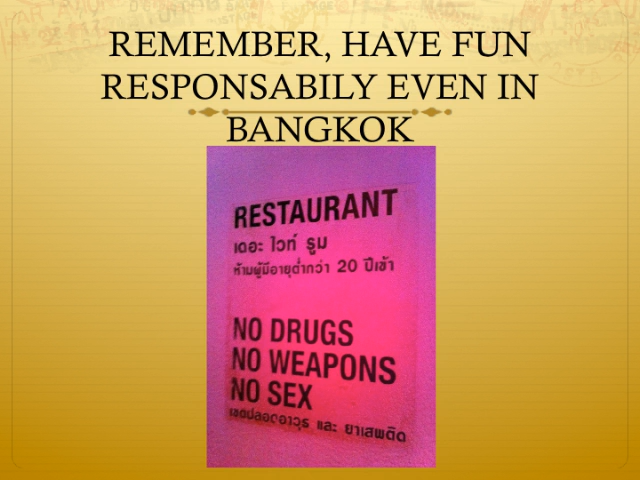 REMEMBER, HAVE FUN
RESPONSABILY EVEN IN
BANGKOK
RESTAURANT
เดอะ ไวท์ รูม
ห้ามผู้มีอายุต่ำกว่า 20 ปีเข้า
NO DRUGS
NO WEAPONS
NO SEX
เขตปลอดอาวุธ และ ยาเสพติด